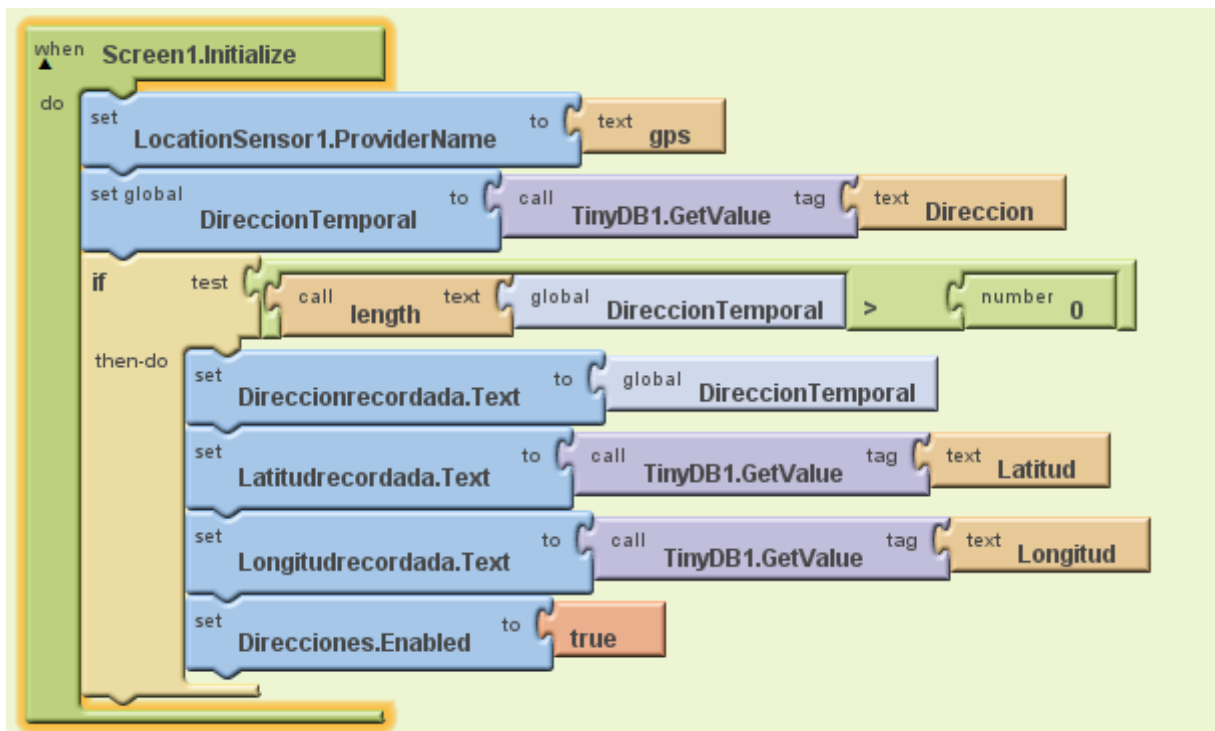 when Screen1.Initialize
do
set LocationSensor1.ProviderName to text gps
set global DireccionTemporal to call TinyDB1.GetValue tag text Direccion
if test call length text global DireccionTemporal > number 0
then-do
set Direccionrecordada.Text to global DireccionTemporal
set Latitudrecordada.Text to call TinyDB1.GetValue tag text Latitud
set Longitudrecordada.Text to call TinyDB1.GetValue tag text Longitud
set Direcciones.Enabled to true